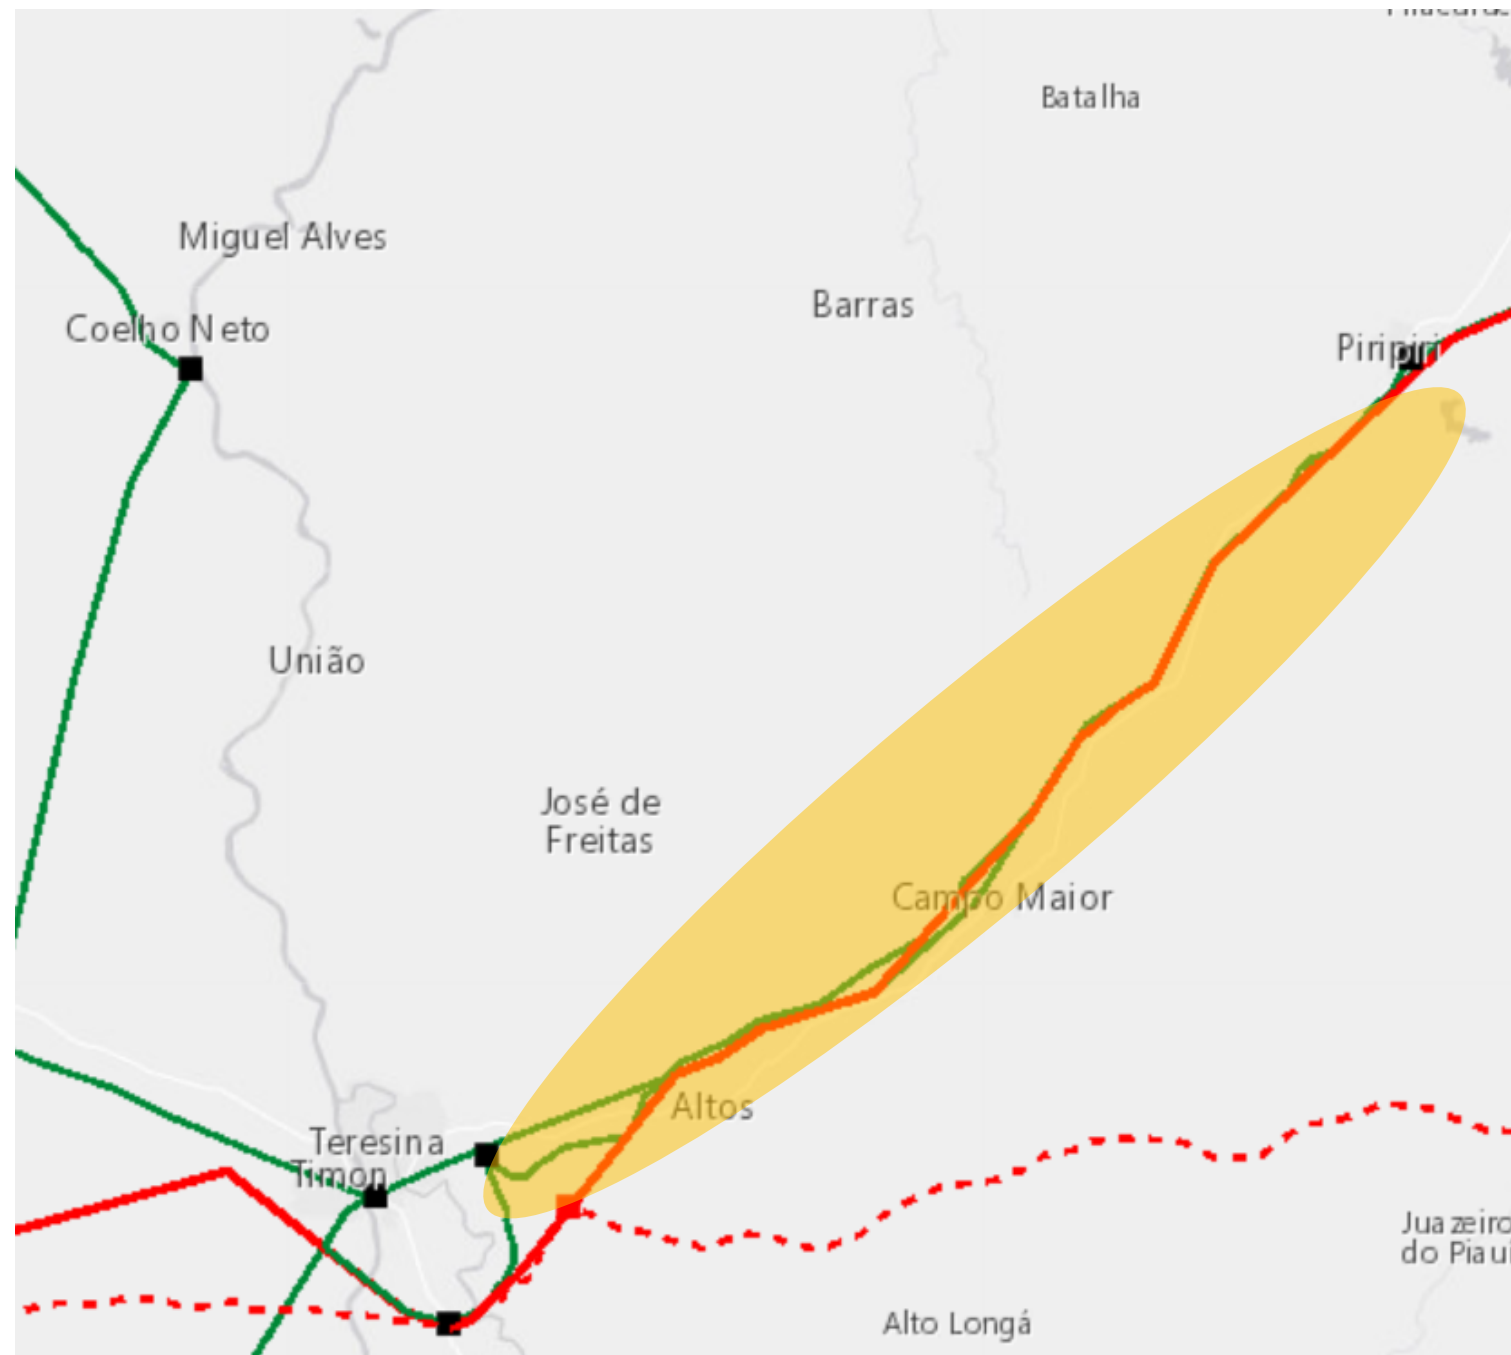 Batalha
Miguel Alves
Barras
Coelho Neto
Piripiri
União
José de
Freitas
Campo Maior
Altos
Teresina
Timon
Juazeiro
do Piauí
Alto Longá